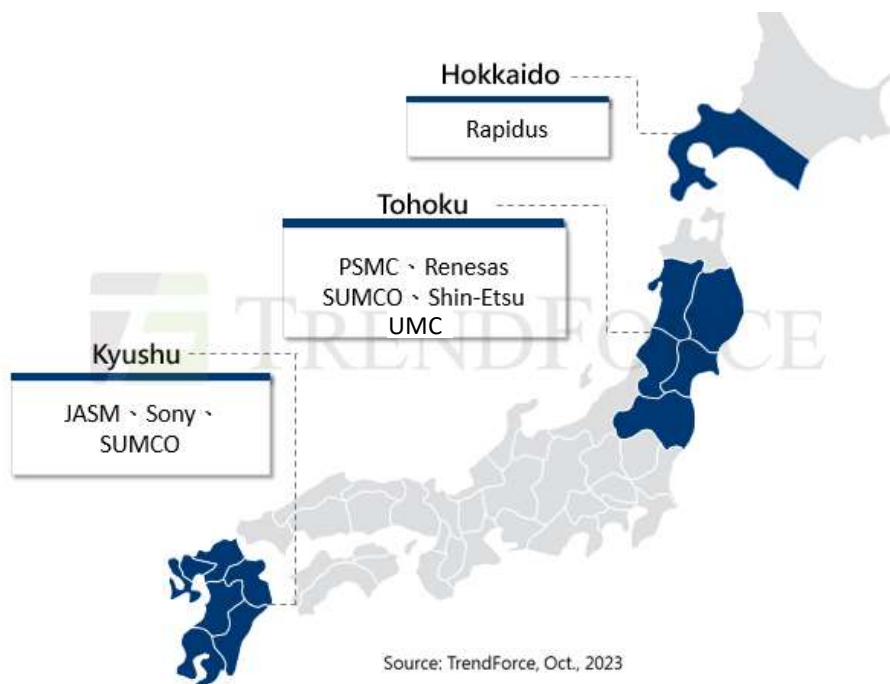 Hokkaido
Rapidus
Tohoku
PSMC、Renesas
SUMCO、Shin-Etsu
UMC
TRENDFORCE
Kyushu
JASM、Sony、
SUMCO
Source: TrendForce, Oct., 2023